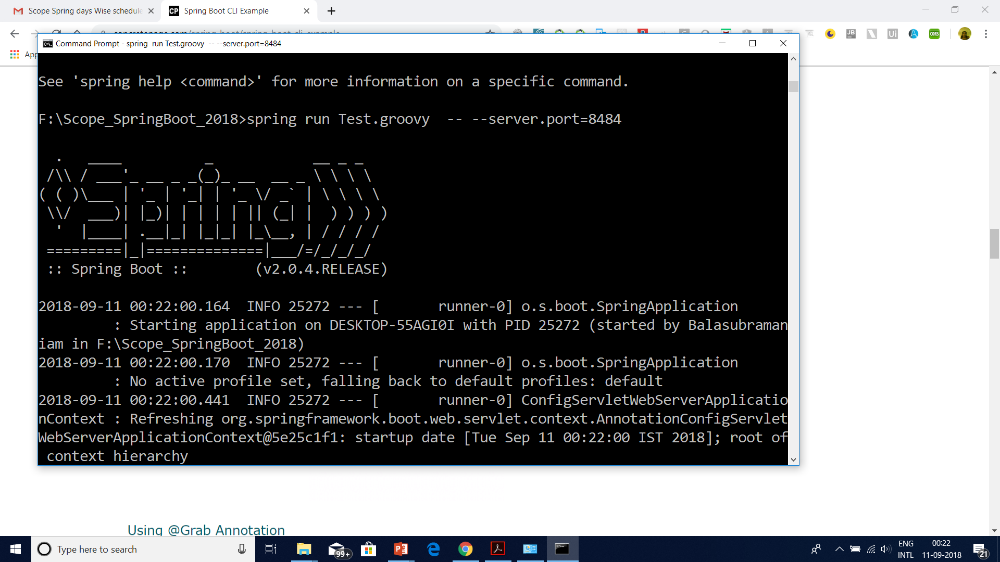 Scope Spring days Wise schedule
CP Spring Boot CLI Example
Command Prompt - spring  run Test.groovy  -- --server.port=8484
See 'spring help <command>' for more information on a specific command.
F:\Scope_SpringBoot_2018>spring run Test.groovy  -- --server.port=8484
  .   ____          _            __ _ _
 /\\ / ___'_ __ _ _(_)_ __  __ _ \ \ \ \
( ( )\___ | '_ | '_| | '_ \/ _` | \ \ \ \
 \\/  ___)| |_)| | | | | || (_| |  ) ) ) )
  '  |____| .__|_| |_|_| |_\__, | / / / /
 =========|_|==============|___/=/_/_/_/
 :: Spring Boot ::        (v2.0.4.RELEASE)
2018-09-11 00:22:00.164  INFO 25272 --- [       runner-0] o.s.boot.SpringApplication
         : Starting application on DESKTOP-55AGI0I with PID 25272 (started by Balasubraman
iam in F:\Scope_SpringBoot_2018)
2018-09-11 00:22:00.170  INFO 25272 --- [       runner-0] o.s.boot.SpringApplication
         : No active profile set, falling back to default profiles: default
2018-09-11 00:22:00.441  INFO 25272 --- [       runner-0] ConfigServletWebServerApplicatio
nContext : Refreshing org.springframework.boot.web.servlet.context.AnnotationConfigServlet
WebServerApplicationContext@5e25c1f1: startup date [Tue Sep 11 00:22:00 IST 2018]; root of
 context hierarchy
JB
Ui
CORS
Using @Grab Annotation
Type here to search
99+
ENG
INTL
00:22
11-09-2018
21